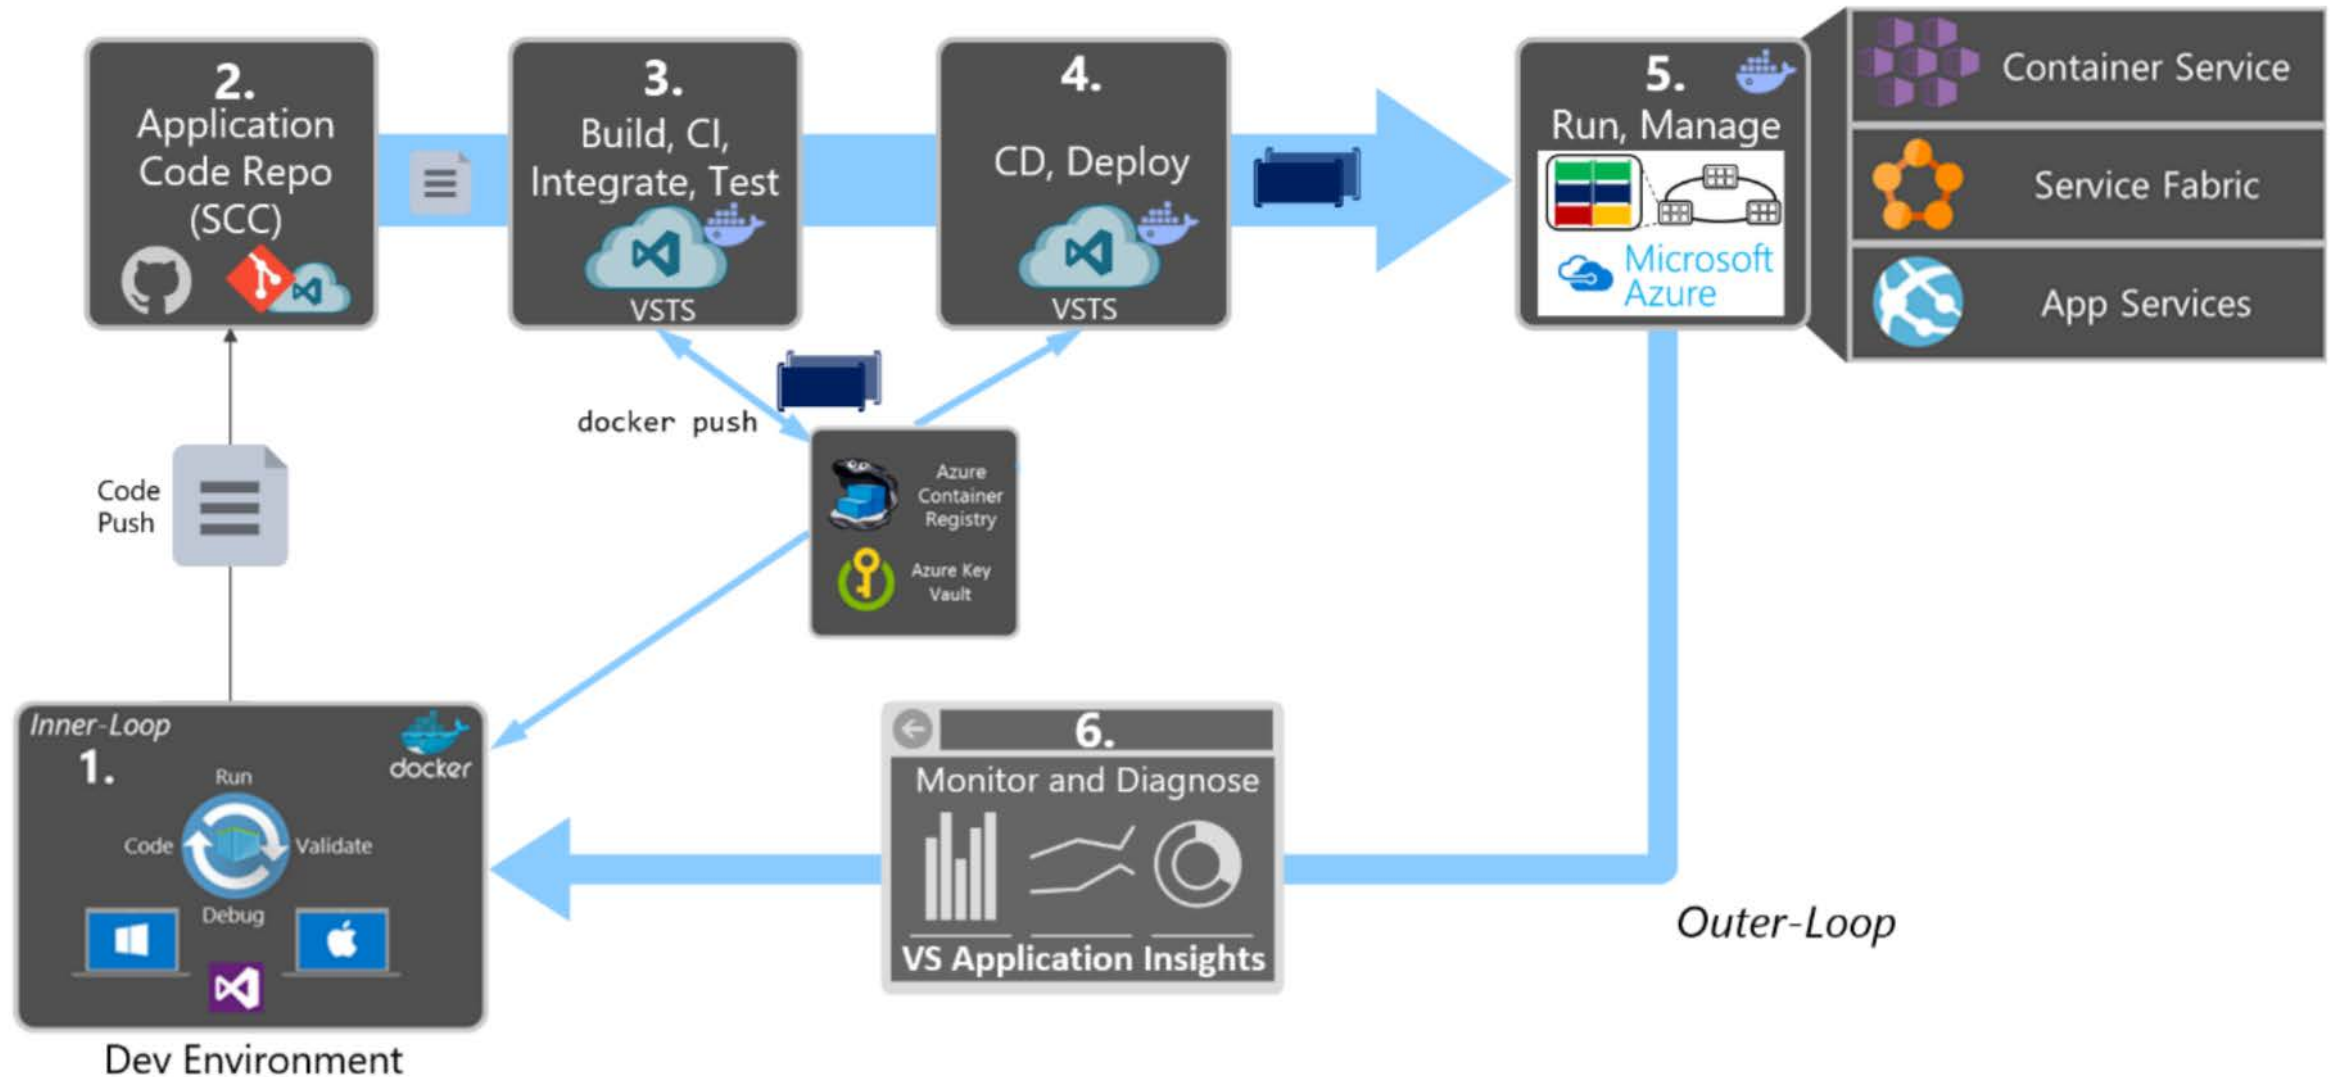 2.
Application
Code Repo
(SCC)
3.
Build, CI,
Integrate, Test
VSTS
4.
CD, Deploy
VSTS
5.
Run, Manage
Microsoft
Azure
Container Service
Service Fabric
App Services
docker push
Azure
Container
Registry
Azure Key
Vault
Code
Push
Inner-Loop
1.
docker
Run
Code
Validate
Debug
Dev Environment
6.
Monitor and Diagnose
VS Application Insights
Outer-Loop